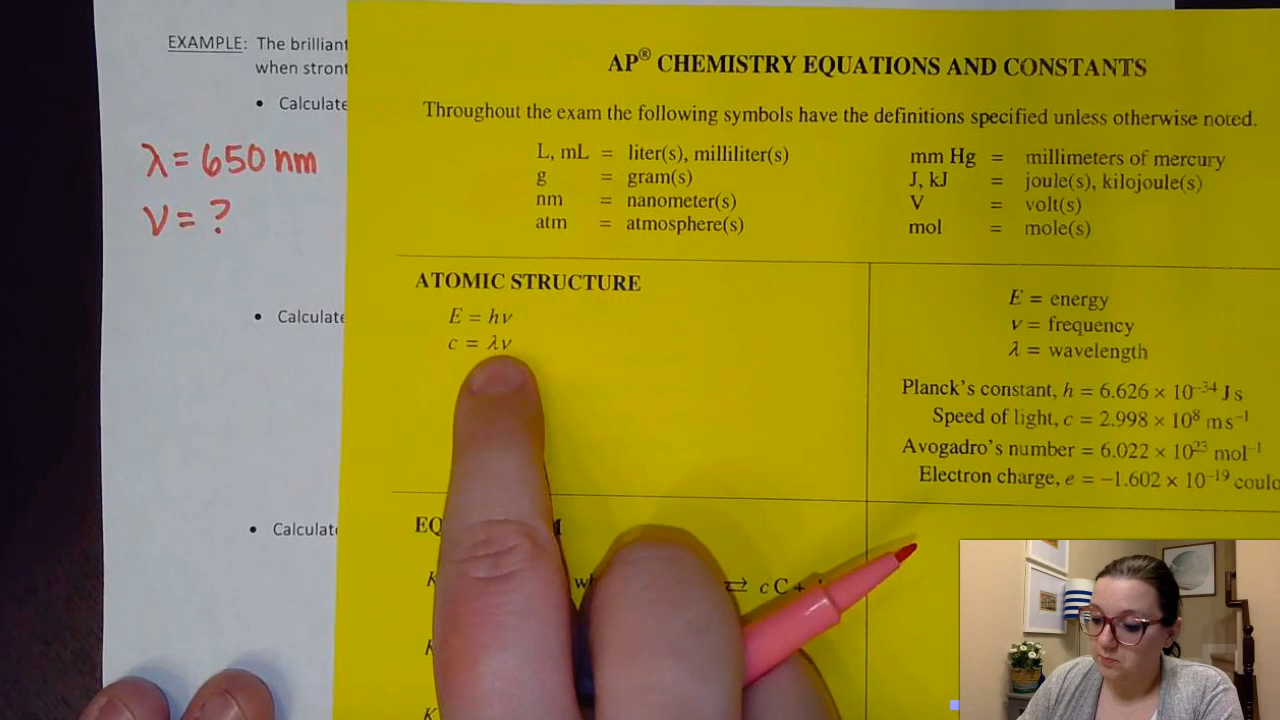 EXAMPLE: The brilliant
when stront
• Calculate
λ = 650 nm
ν = ?
• Calculate
• Calculate
AP® CHEMISTRY EQUATIONS AND CONSTANTS
Throughout the exam the following symbols have the definitions specified unless otherwise noted.
L, mL = liter(s), milliliter(s)
g = gram(s)
nm = nanometer(s)
atm = atmosphere(s)
mm Hg = millimeters of mercury
J, kJ = joule(s), kilojoule(s)
V = volt(s)
mol = mole(s)
ATOMIC STRUCTURE
E = hν
c = λν
E = energy
ν = frequency
λ = wavelength
Planck's constant, h = 6.626 × 10⁻³⁴ J s
Speed of light, c = 2.998 × 10⁸ m s⁻¹
Avogadro's number = 6.022 × 10²³ mol⁻¹
Electron charge, e = −1.602 × 10⁻¹⁹ coulo
EQ
K
⇄ c C +
K
K